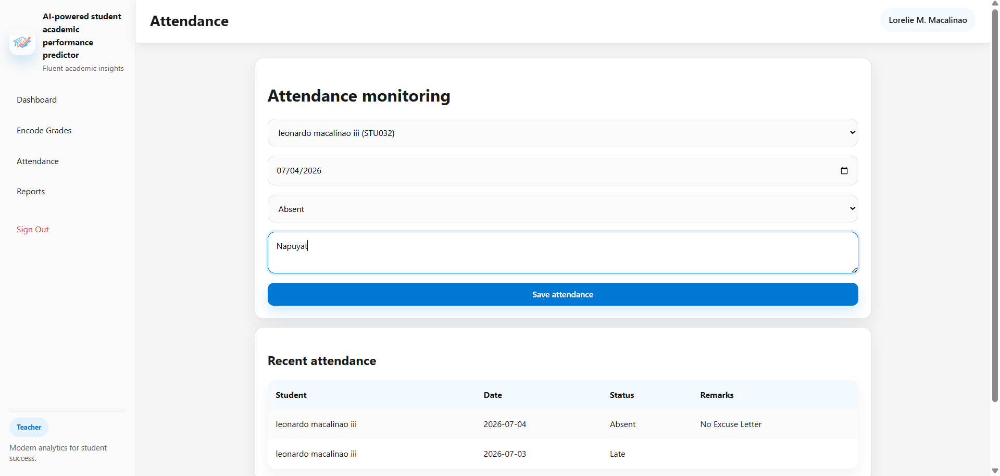 AI-powered student
academic
performance
predictor
Fluent academic insights
Dashboard
Encode Grades
Attendance
Reports
Sign Out
Teacher
Modern analytics for student
success.
Attendance
Lorelie M. Macalinao
Attendance monitoring
leonardo macalinao iii (STU032)
07/04/2026
Absent
Napuyat
Save attendance
Recent attendance
Student Date Status Remarks
leonardo macalinao iii 2026-07-04 Absent No Excuse Letter
leonardo macalinao iii 2026-07-03 Late